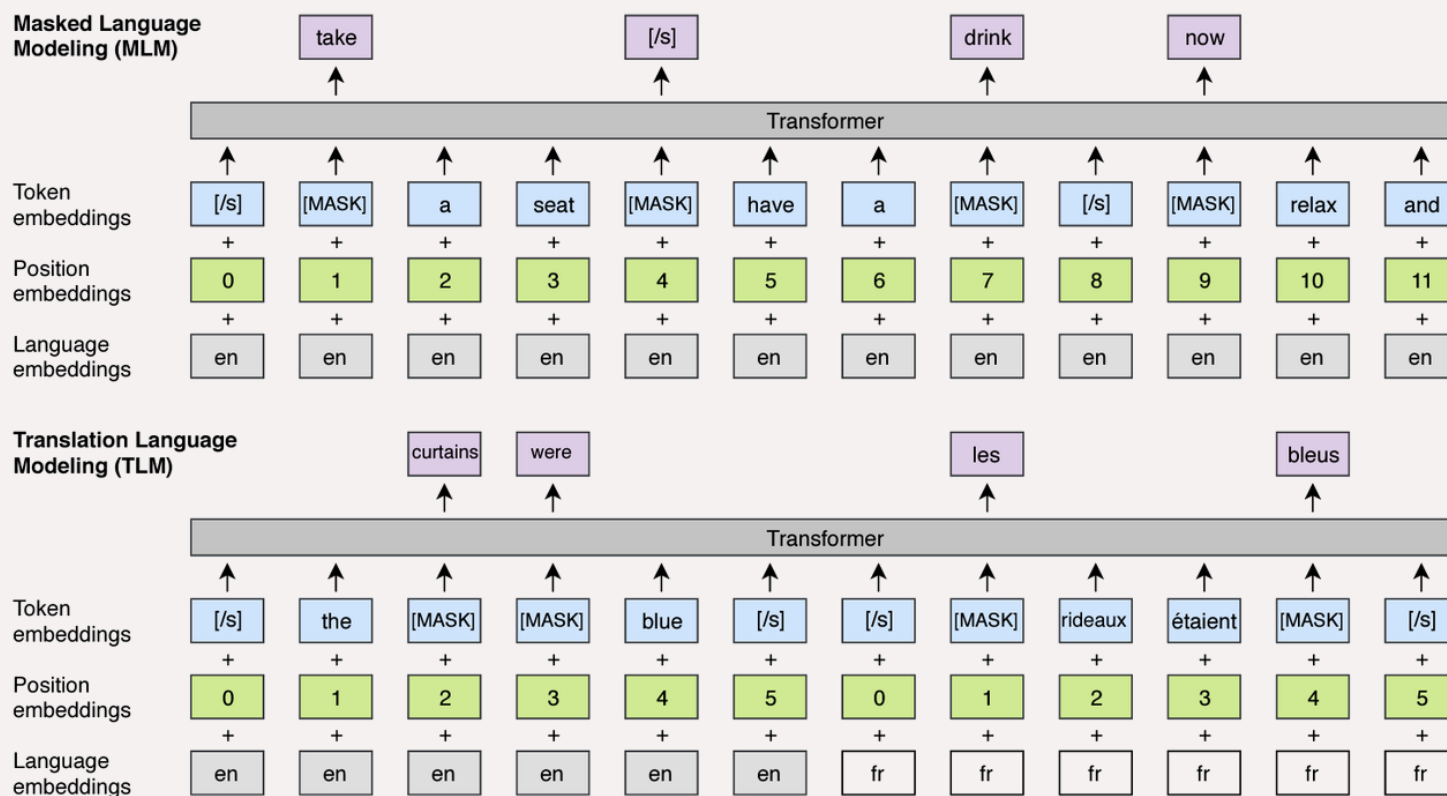 Masked Language
Modeling (MLM)
take [/s] drink now
Transformer
Token
embeddings
[/s] [MASK] a seat [MASK] have a [MASK] [/s] [MASK] relax and
+ + + + + + + + + + + +
Position
embeddings
0 1 2 3 4 5 6 7 8 9 10 11
+ + + + + + + + + + + +
Language
embeddings
en en en en en en en en en en en en
Translation Language
Modeling (TLM)
curtains were les bleus
Transformer
Token
embeddings
[/s] the [MASK] [MASK] blue [/s] [/s] [MASK] rideaux étaient [MASK] [/s]
+ + + + + + + + + + + +
Position
embeddings
0 1 2 3 4 5 0 1 2 3 4 5
+ + + + + + + + + + + +
Language
embeddings
en en en en en en fr fr fr fr fr fr